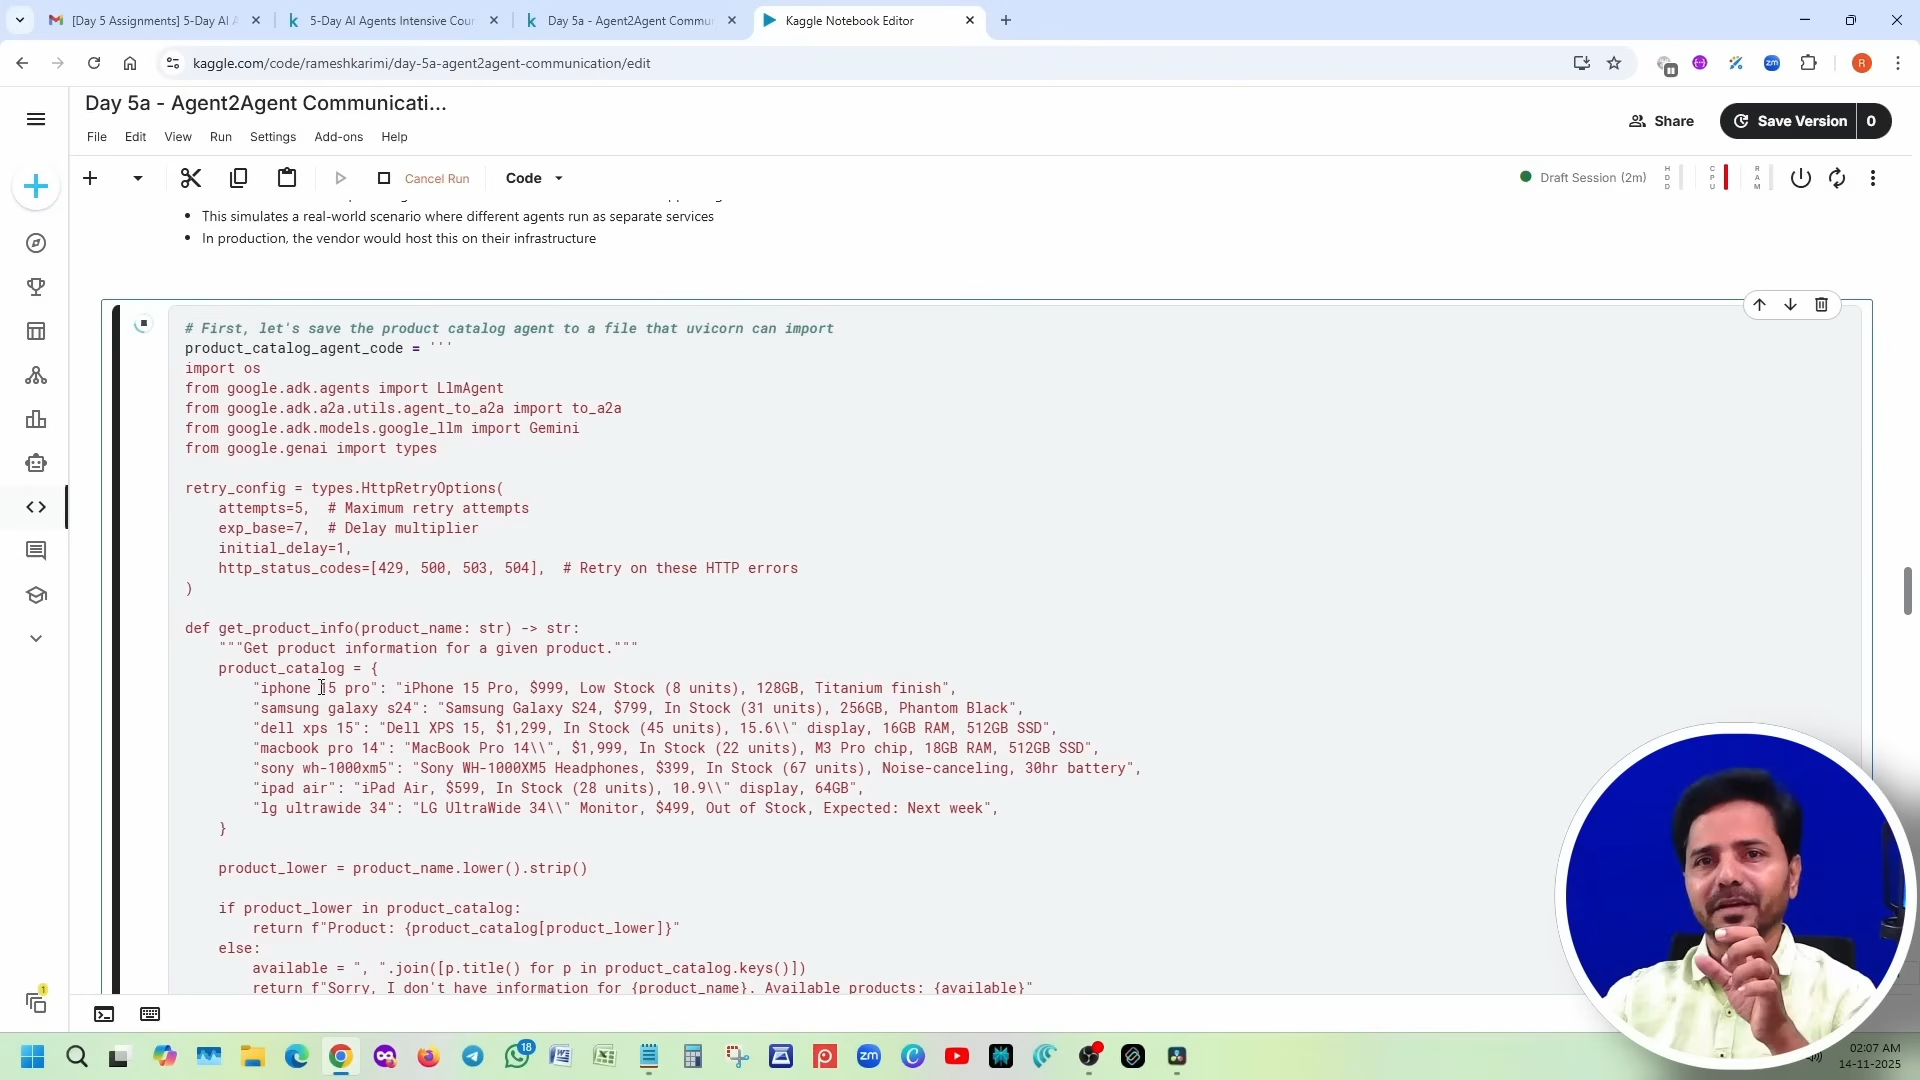 [Day 5 Assignments] 5-Day AI A
5-Day AI Agents Intensive Cour
Day 5a - Agent2Agent Commu
Kaggle Notebook Editor
kaggle.com/code/rameshkarimi/day-5a-agent2agent-communication/edit
R
Day 5a - Agent2Agent Communicati...
File Edit View Run Settings Add-ons Help
Share
Save Version 0
Cancel Run
Code
Draft Session (2m)
HDD
CPU
RAM
This simulates a real-world scenario where different agents run as separate services
In production, the vendor would host this on their infrastructure
# First, let's save the product catalog agent to a file that uvicorn can import
product_catalog_agent_code = '''
import os
from google.adk.agents import LlmAgent
from google.adk.a2a.utils.agent_to_a2a import to_a2a
from google.adk.models.google_llm import Gemini
from google.genai import types
retry_config = types.HttpRetryOptions(
attempts=5,  # Maximum retry attempts
exp_base=7,  # Delay multiplier
initial_delay=1,
http_status_codes=[429, 500, 503, 504],  # Retry on these HTTP errors
)
def get_product_info(product_name: str) -> str:
"""Get product information for a given product."""
product_catalog = {
"iphone 15 pro": "iPhone 15 Pro, $999, Low Stock (8 units), 128GB, Titanium finish",
"samsung galaxy s24": "Samsung Galaxy S24, $799, In Stock (31 units), 256GB, Phantom Black",
"dell xps 15": "Dell XPS 15, $1,299, In Stock (45 units), 15.6\\" display, 16GB RAM, 512GB SSD",
"macbook pro 14": "MacBook Pro 14\\", $1,999, In Stock (22 units), M3 Pro chip, 18GB RAM, 512GB SSD",
"sony wh-1000xm5": "Sony WH-1000XM5 Headphones, $399, In Stock (67 units), Noise-canceling, 30hr battery",
"ipad air": "iPad Air, $599, In Stock (28 units), 10.9\\" display, 64GB",
"lg ultrawide 34": "LG UltraWide 34\\" Monitor, $499, Out of Stock, Expected: Next week",
}
product_lower = product_name.lower().strip()
if product_lower in product_catalog:
return f"Product: {product_catalog[product_lower]}"
else:
available = ", ".join([p.title() for p in product_catalog.keys()])
return f"Sorry, I don't have information for {product_name}. Available products: {available}"
1
18
zm
02:07 AM
14-11-2025